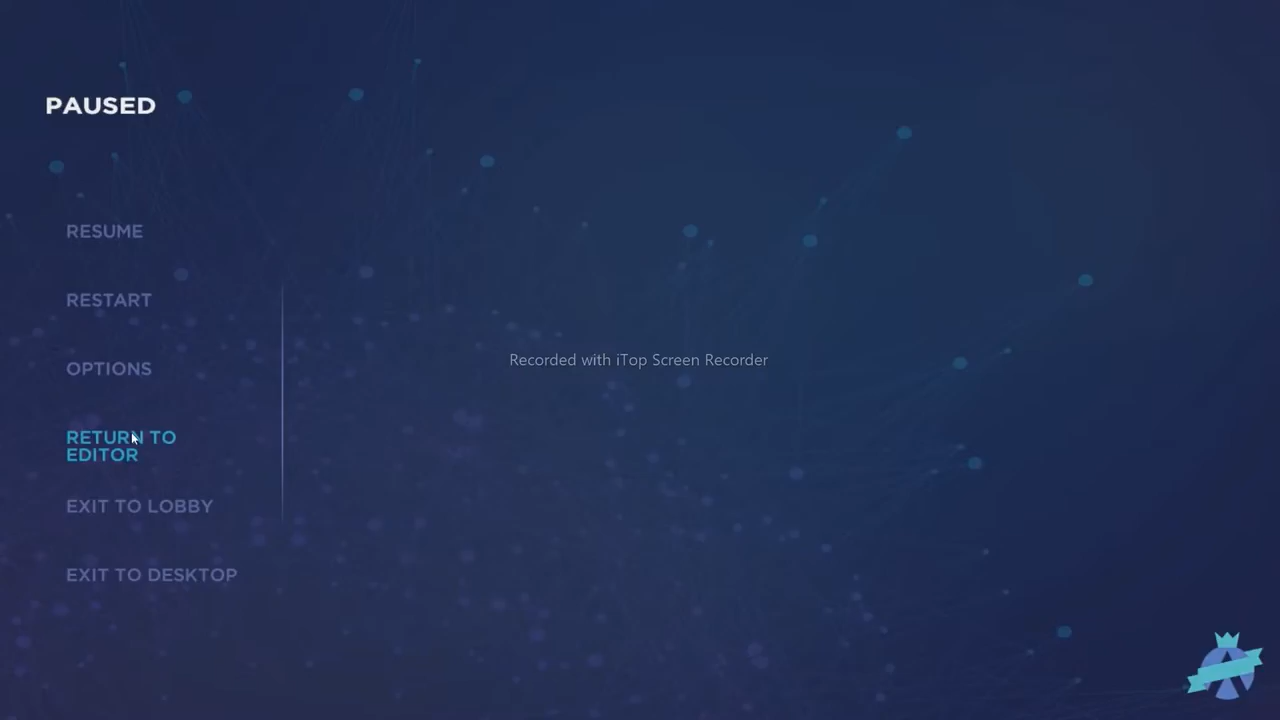 PAUSED
RESUME
RESTART
Recorded with iTop Screen Recorder
OPTIONS
RETURN TO
EDITOR
EXIT TO LOBBY
EXIT TO DESKTOP